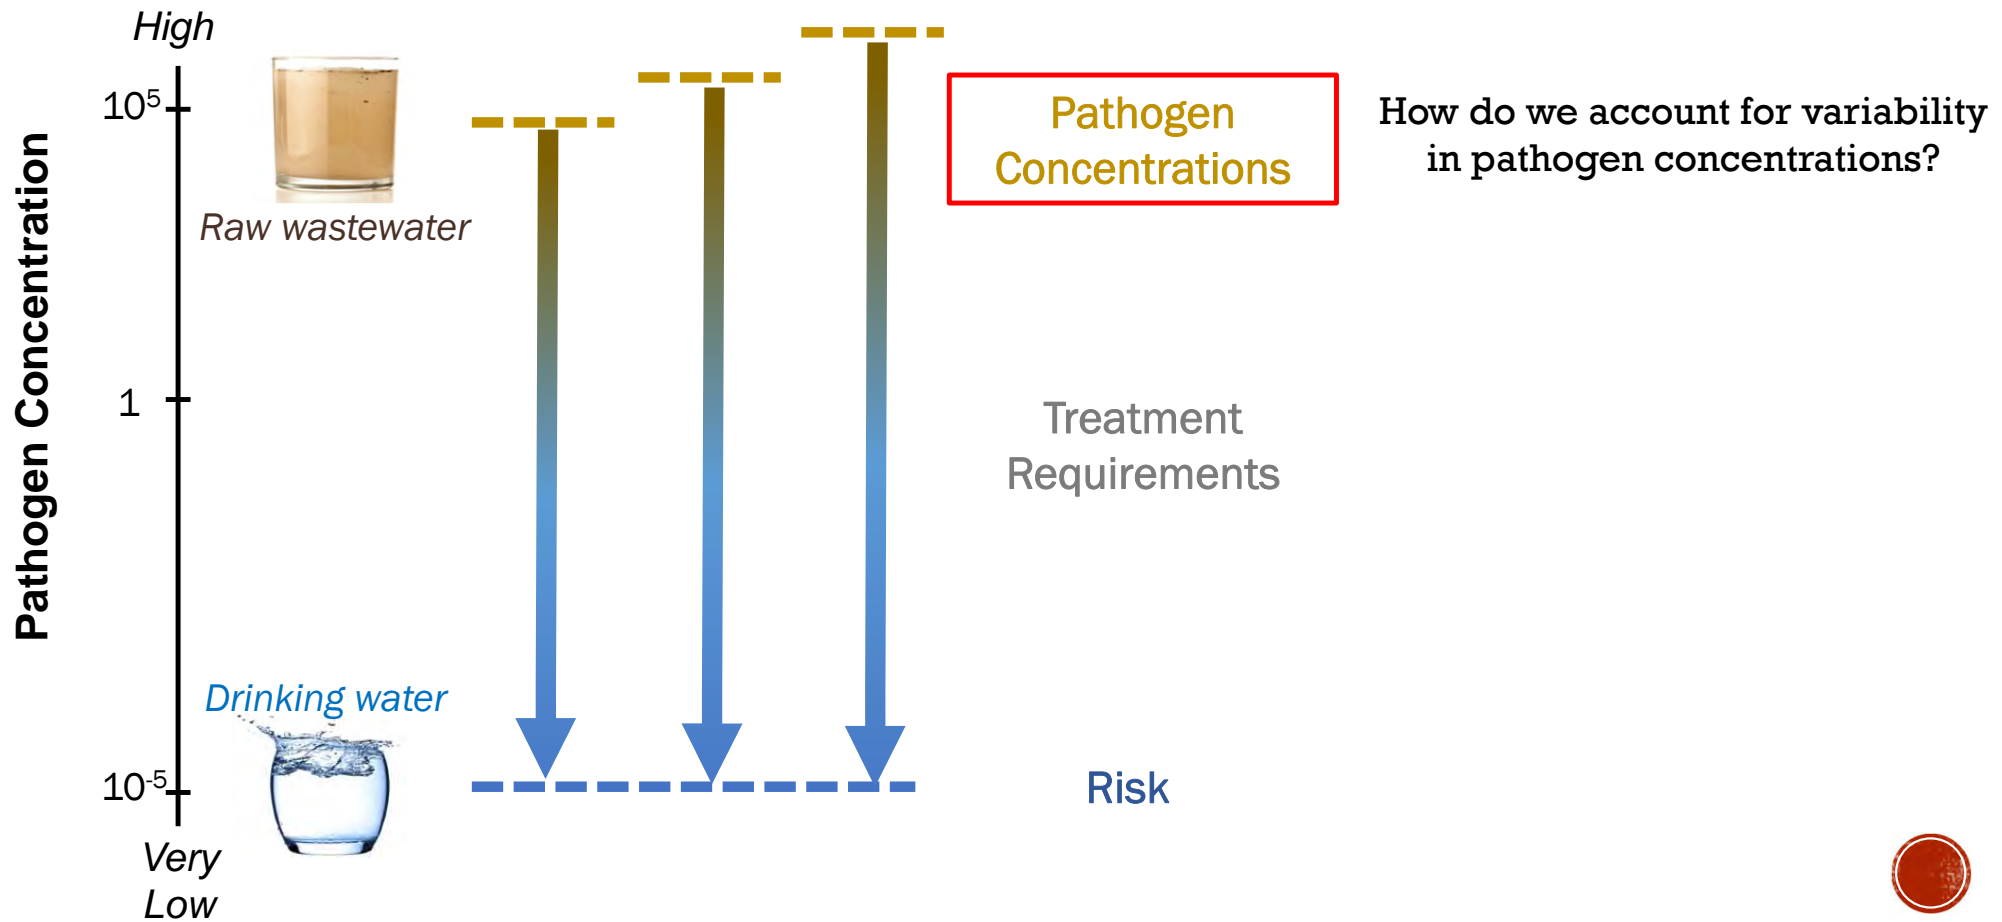 High
10⁵
Pathogen Concentration
Raw wastewater
Pathogen
Concentrations
How do we account for variability
in pathogen concentrations?
1
Treatment
Requirements
Drinking water
10⁻⁵
Risk
Very
Low